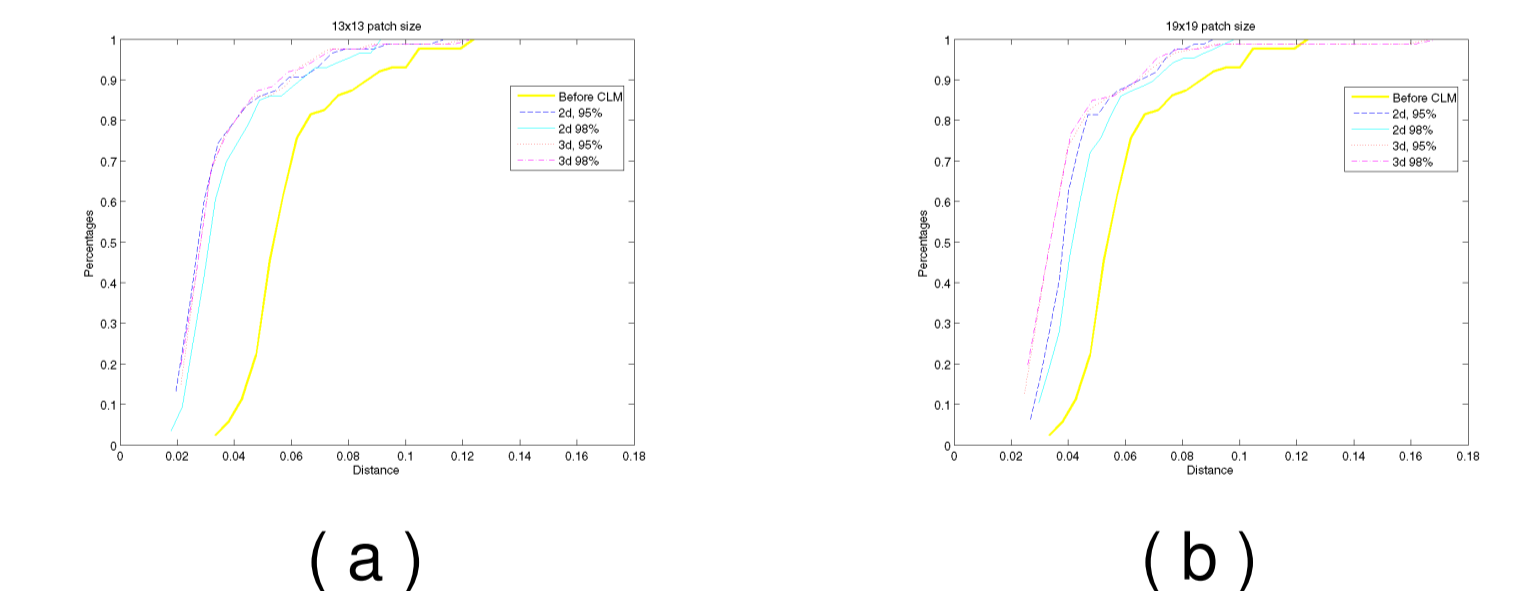 13x13 patch size
1
0.9
0.8
0.7
0.6
0.5
0.4
0.3
0.2
0.1
0
Percentages
Before CLM
2d, 95%
2d 98%
3d, 95%
3d 98%
0 0.02 0.04 0.06 0.08 0.1 0.12 0.14 0.16 0.18
Distance
( a )
19x19 patch size
1
0.9
0.8
0.7
0.6
0.5
0.4
0.3
0.2
0.1
0
Percentages
Before CLM
2d, 95%
2d 98%
3d, 95%
3d 98%
0 0.02 0.04 0.06 0.08 0.1 0.12 0.14 0.16 0.18
Distance
( b )